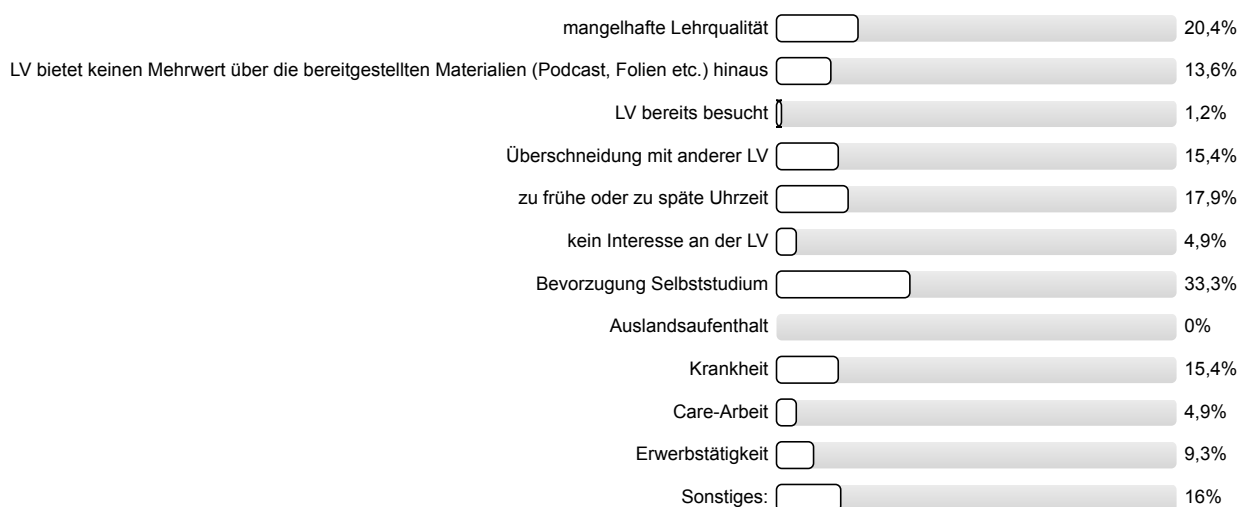 mangelhafte Lehrqualität 20,4%
LV bietet keinen Mehrwert über die bereitgestellten Materialien (Podcast, Folien etc.) hinaus 13,6%
LV bereits besucht 1,2%
Überschneidung mit anderer LV 15,4%
zu frühe oder zu späte Uhrzeit 17,9%
kein Interesse an der LV 4,9%
Bevorzugung Selbststudium 33,3%
Auslandsaufenthalt 0%
Krankheit 15,4%
Care-Arbeit 4,9%
Erwerbstätigkeit 9,3%
Sonstiges: 16%